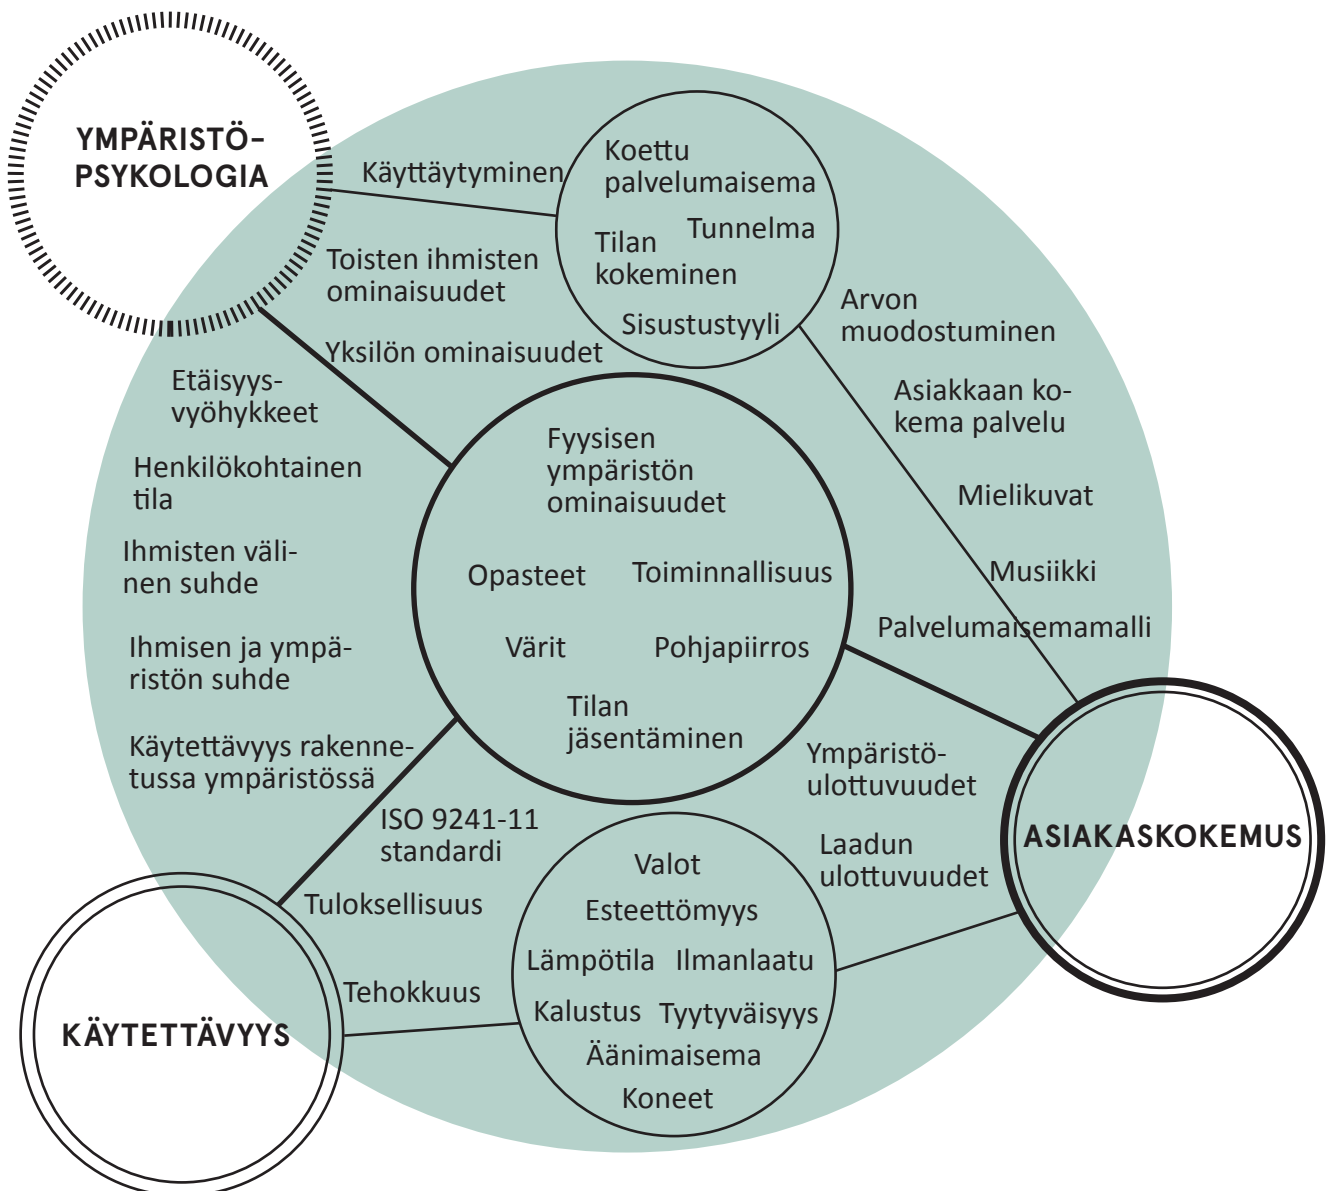 YMPÄRISTÖ-
PSYKOLOGIA
Käyttäytyminen
Toisten ihmisten
ominaisuudet
Yksilön ominaisuudet
Etäisyys-
vyöhykkeet
Henkilökohtainen
tila
Ihmisten väli-
nen suhde
Ihmisen ja ympä-
ristön suhde
Käytettävyys rakenne-
tussa ympäristössä
ISO 9241-11
standardi
Tuloksellisuus
Tehokkuus
KÄYTETTÄVYYS
Koettu
palvelumaisema
Tunnelma
Tilan
kokeminen
Sisustustyyli
Fyysisen
ympäristön
ominaisuudet
Opasteet
Toiminnallisuus
Värit
Pohjapiirros
Tilan
jäsentäminen
Valot
Esteettömyys
Lämpötila
Ilmanlaatu
Kalustus
Tyytyväisyys
Äänimaisema
Koneet
Arvon
muodostuminen
Asiakkaan ko-
kema palvelu
Mielikuvat
Musiikki
Palvelumaisemamalli
Ympäristö-
ulottuvuudet
Laadun
ulottuvuudet
ASIAKASKOKEMUS